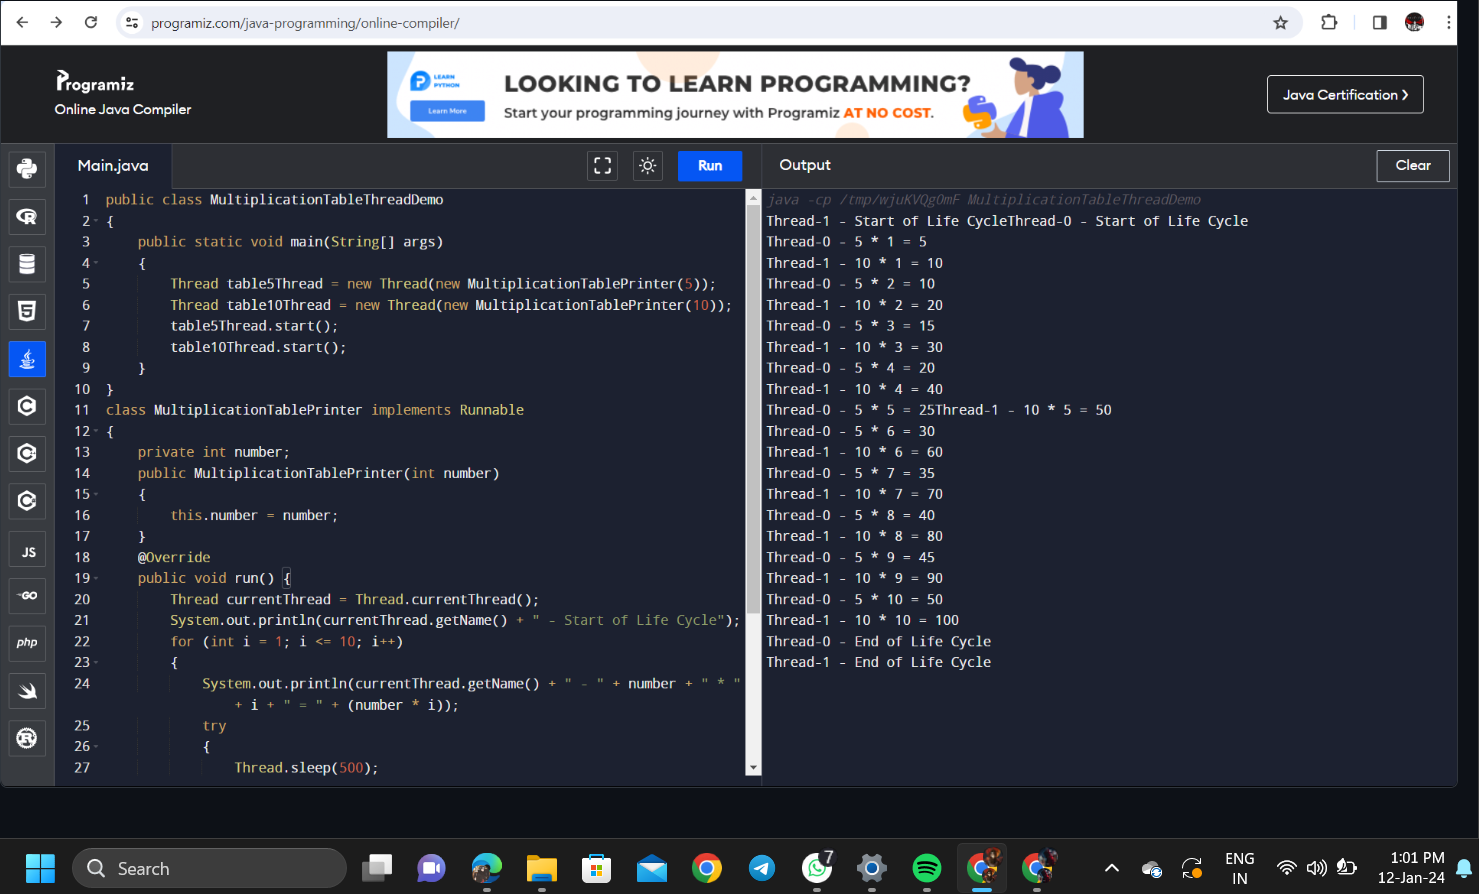 programiz.com/java-programming/online-compiler/
Programiz
Online Java Compiler
LEARN
PYTHON
Learn More
LOOKING TO LEARN PROGRAMMING?
Start your programming journey with Programiz AT NO COST.
Java Certification
Main.java
Run
Output
Clear
1 public class MultiplicationTableThreadDemo
2 {
3 public static void main(String[] args)
4 {
5 Thread table5Thread = new Thread(new MultiplicationTablePrinter(5));
6 Thread table10Thread = new Thread(new MultiplicationTablePrinter(10));
7 table5Thread.start();
8 table10Thread.start();
9 }
10 }
11 class MultiplicationTablePrinter implements Runnable
12 {
13 private int number;
14 public MultiplicationTablePrinter(int number)
15 {
16 this.number = number;
17 }
18 @Override
19 public void run() {
20 Thread currentThread = Thread.currentThread();
21 System.out.println(currentThread.getName() + " - Start of Life Cycle");
22 for (int i = 1; i <= 10; i++)
23 {
24 System.out.println(currentThread.getName() + " - " + number + " * "
+ i + " = " + (number * i));
25 try
26 {
27 Thread.sleep(500);
java -cp /tmp/wjuKVQgOmF MultiplicationTableThreadDemo
Thread-1 - Start of Life CycleThread-0 - Start of Life Cycle
Thread-0 - 5 * 1 = 5
Thread-1 - 10 * 1 = 10
Thread-0 - 5 * 2 = 10
Thread-1 - 10 * 2 = 20
Thread-0 - 5 * 3 = 15
Thread-1 - 10 * 3 = 30
Thread-0 - 5 * 4 = 20
Thread-1 - 10 * 4 = 40
Thread-0 - 5 * 5 = 25Thread-1 - 10 * 5 = 50
Thread-0 - 5 * 6 = 30
Thread-1 - 10 * 6 = 60
Thread-0 - 5 * 7 = 35
Thread-1 - 10 * 7 = 70
Thread-0 - 5 * 8 = 40
Thread-1 - 10 * 8 = 80
Thread-0 - 5 * 9 = 45
Thread-1 - 10 * 9 = 90
Thread-0 - 5 * 10 = 50
Thread-1 - 10 * 10 = 100
Thread-0 - End of Life Cycle
Thread-1 - End of Life Cycle
JS
GO
php
Search
7
ENG
IN
1:01 PM
12-Jan-24